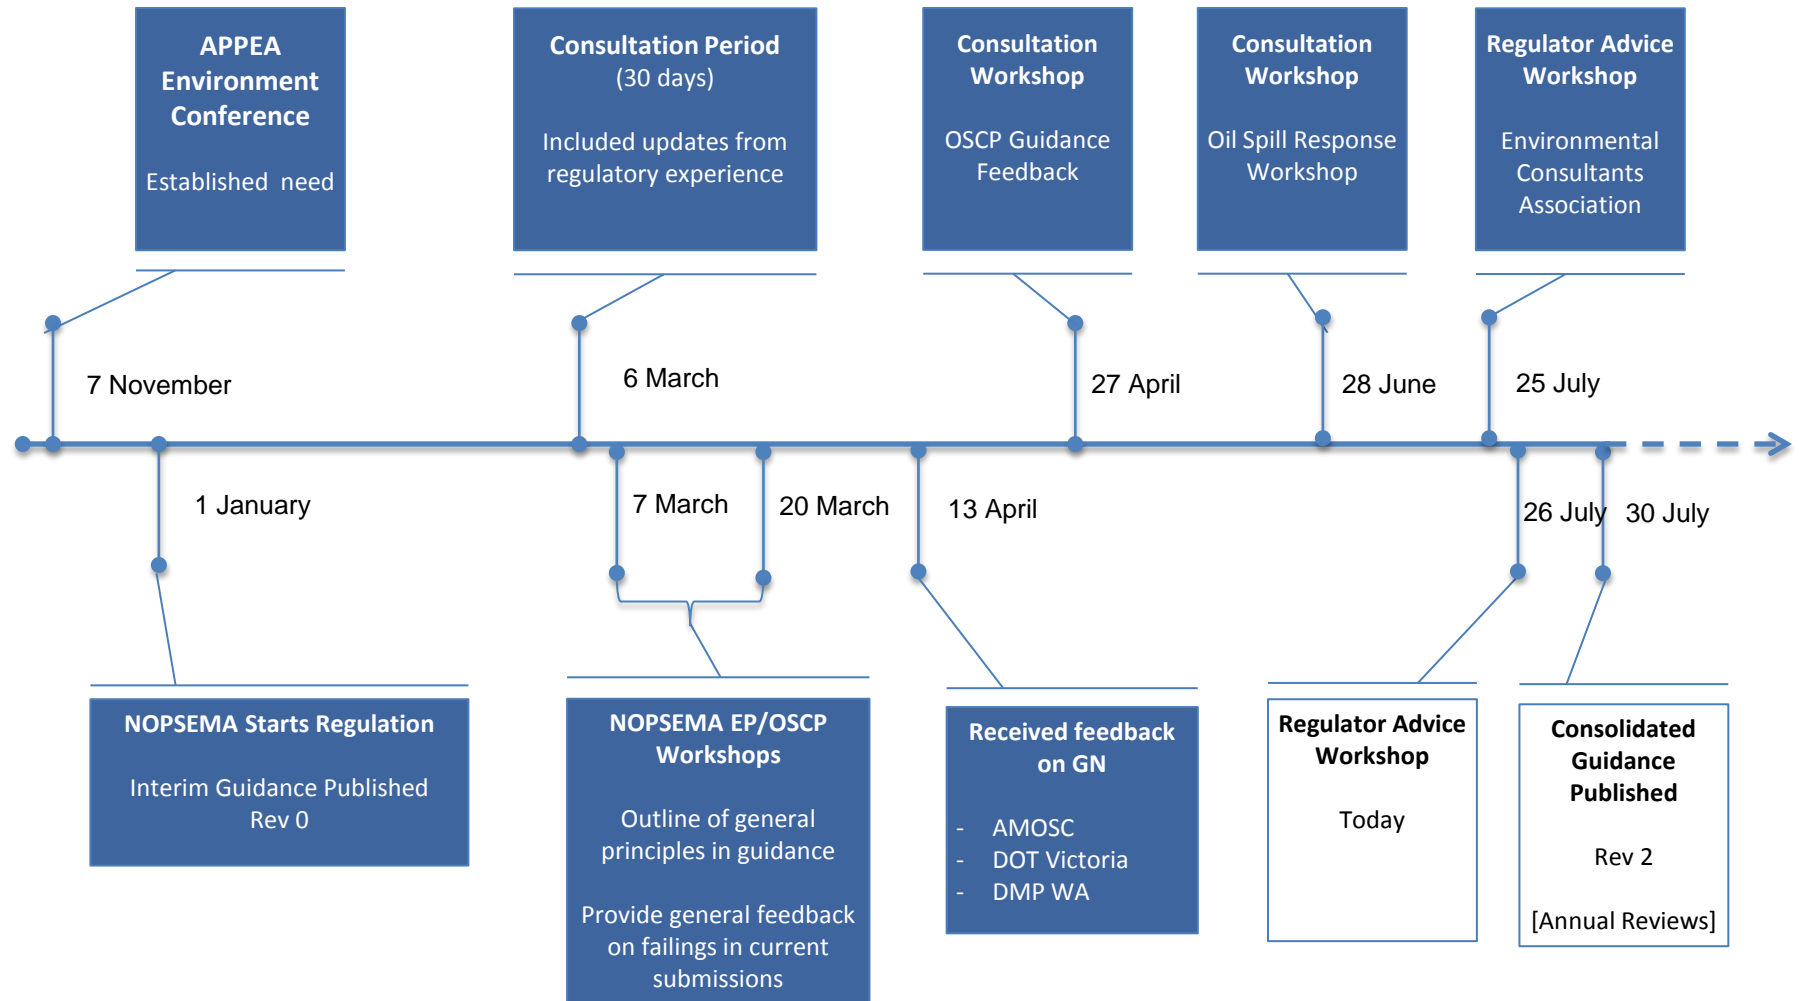 APPEA
Environment
Conference
Established need
Consultation Period
(30 days)
Included updates from
regulatory experience
Consultation
Workshop
OSCP Guidance
Feedback
Consultation
Workshop
Oil Spill Response
Workshop
Regulator Advice
Workshop
Environmental
Consultants
Association
7 November
6 March
27 April
28 June
25 July
1 January
7 March
20 March
13 April
26 July
30 July
NOPSEMA Starts Regulation
Interim Guidance Published
Rev 0
NOPSEMA EP/OSCP
Workshops
Outline of general
principles in guidance
Provide general feedback
on failings in current
submissions
Received feedback
on GN
- AMOSC
- DOT Victoria
- DMP WA
Regulator Advice
Workshop
Today
Consolidated
Guidance
Published
Rev 2
[Annual Reviews]